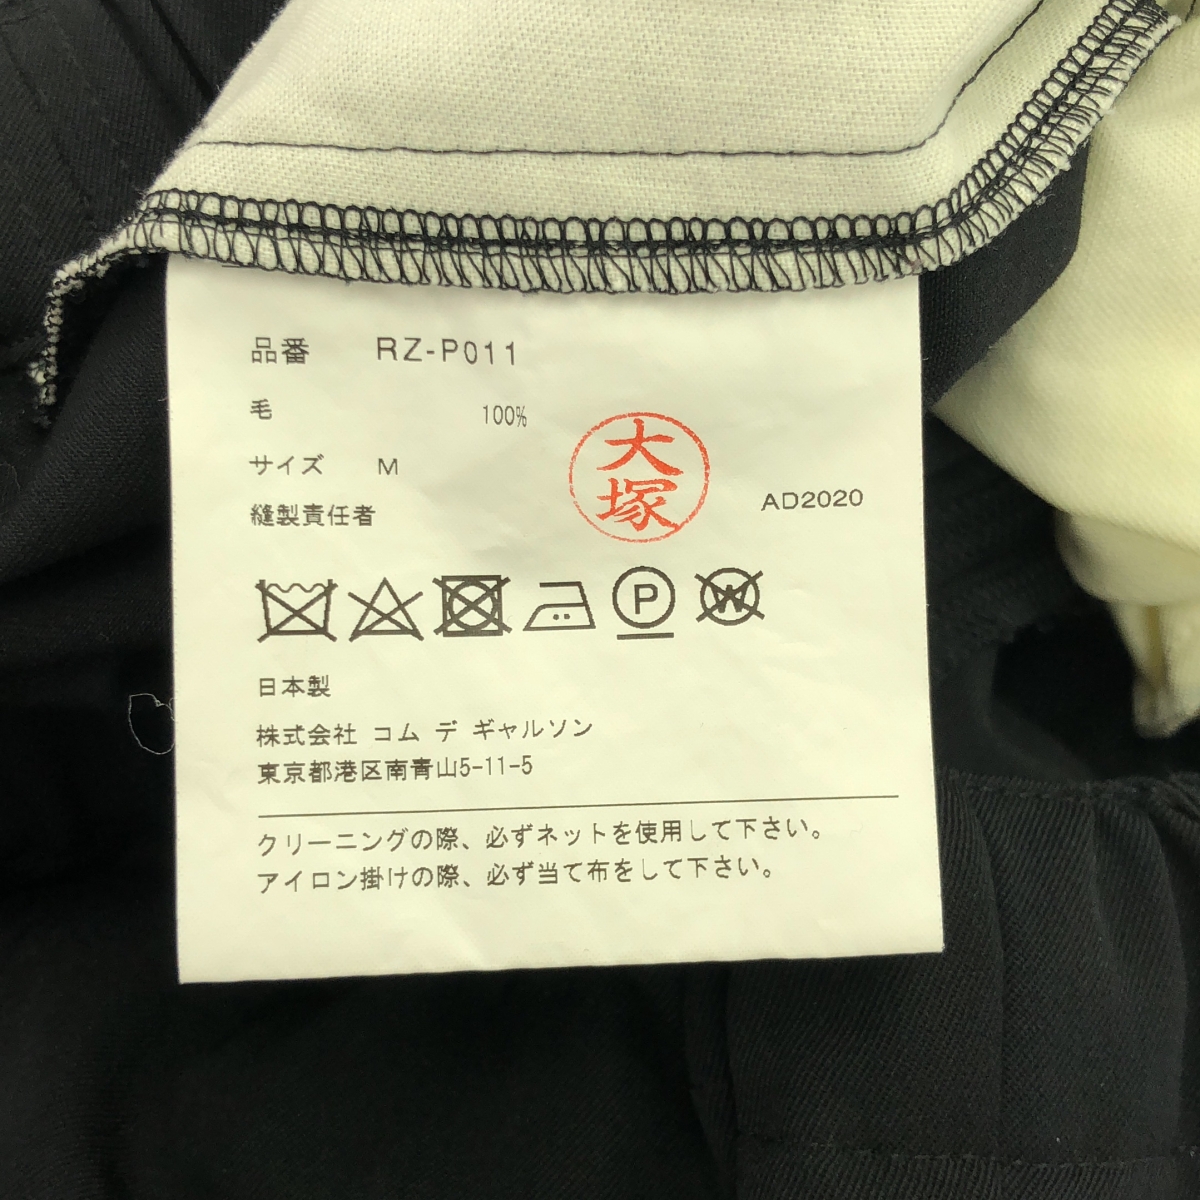 品番 RZ-P011
毛 100%
サイズ M
縫製責任者
大塚
AD2020
P
W
日本製
株式会社 コム デ ギャルソン
東京都港区南青山5-11-5
クリーニングの際、必ずネットを使用して下さい。
アイロン掛けの際、必ず当て布をして下さい。